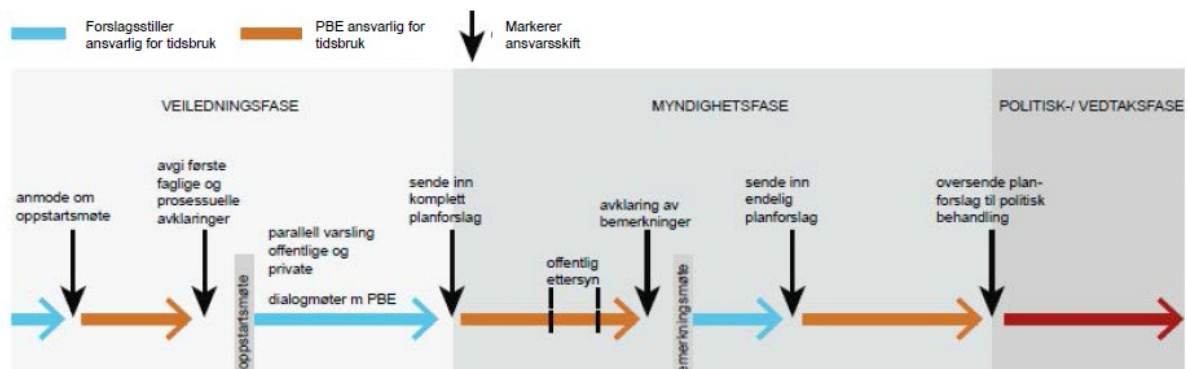 Forslagsstiller
ansvarlig for tidsbruk
PBE ansvarlig for
tidsbruk
Markerer
ansvarsskift
VEILEDNINGSFASE
MYNDIGHETSFASE
POLITISK-/ VEDTAKSFASE
anmode om
oppstartsmøte
avgi første
faglige og
prosessuelle
avklaringer
oppstartsmøte
parallell varsling
offentlige og
private
dialogmøter m PBE
sende inn
komplett
planforslag
offentlig
ettersyn
avklaring av
bemerkninger
emerkningsmøte
sende inn
endelig
planforslag
oversende plan-
forslag til politisk
behandling